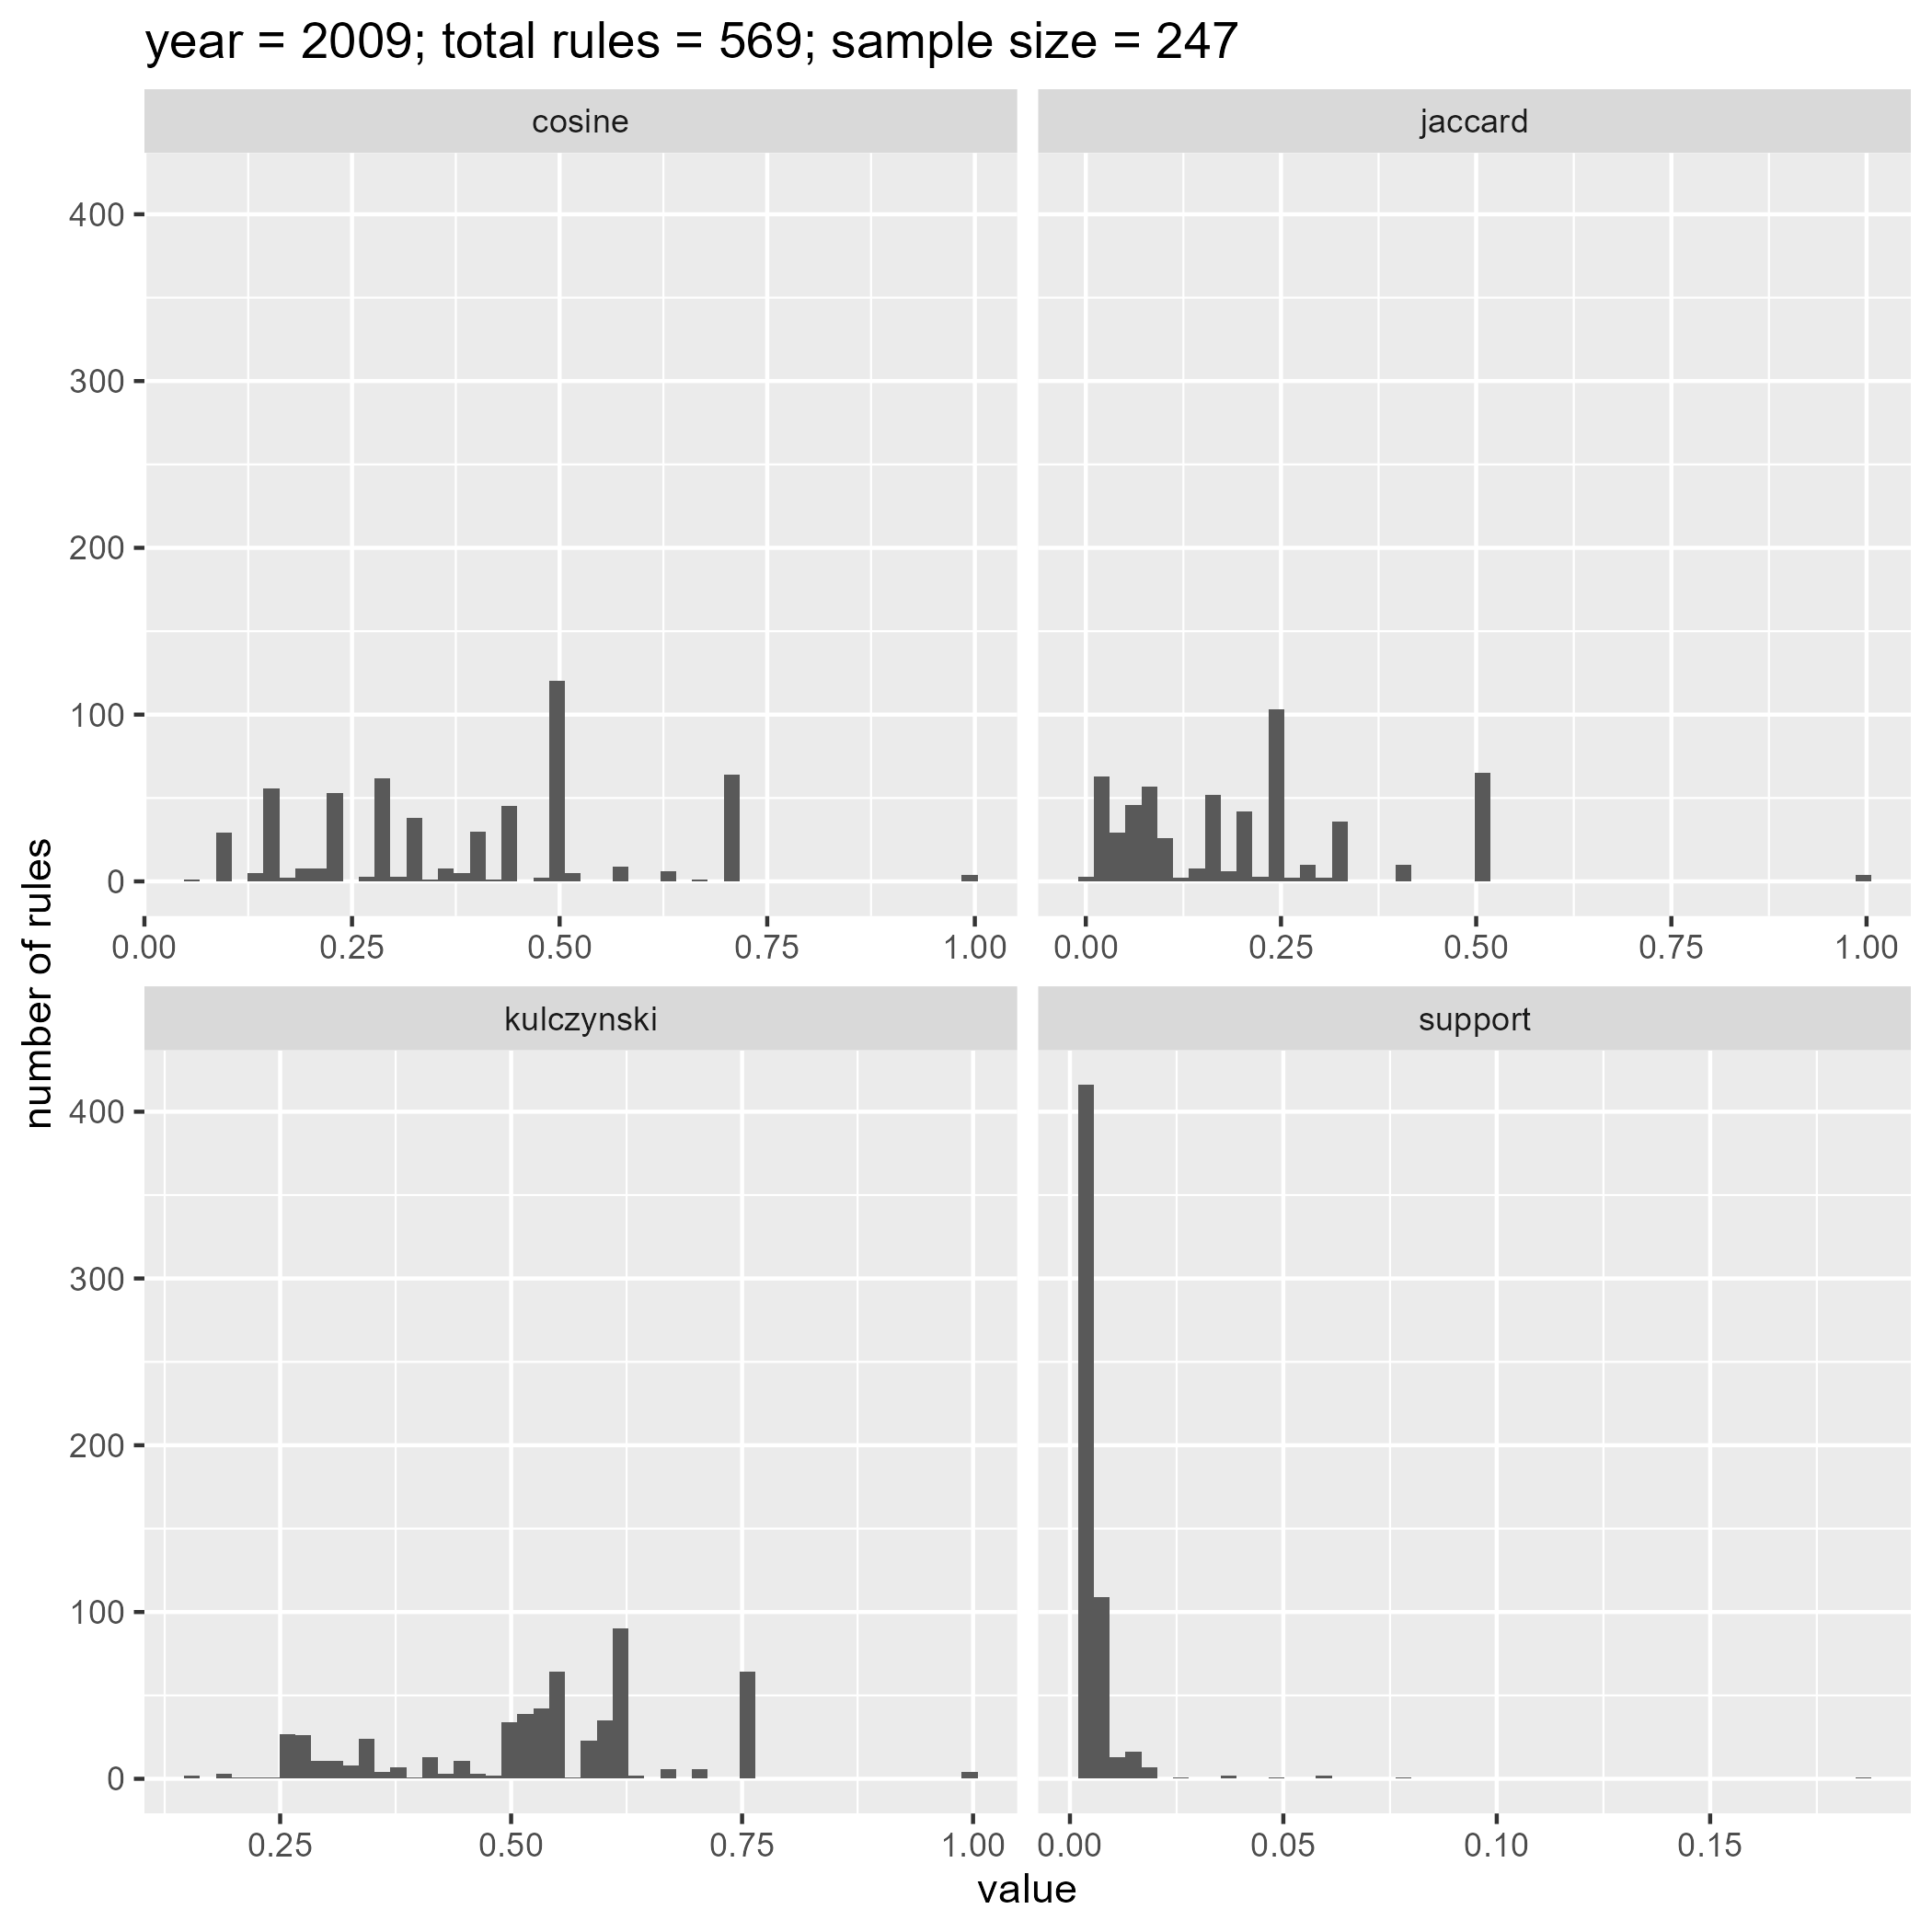 year = 2009; total rules = 569; sample size = 247
cosine
jaccard
400
300
200
100
0
0.00 0.25 0.50 0.75 1.00
0.00 0.25 0.50 0.75 1.00
number of rules
kulczynski
support
400
300
200
100
0
0.25 0.50 0.75 1.00
0.00 0.05 0.10 0.15
value